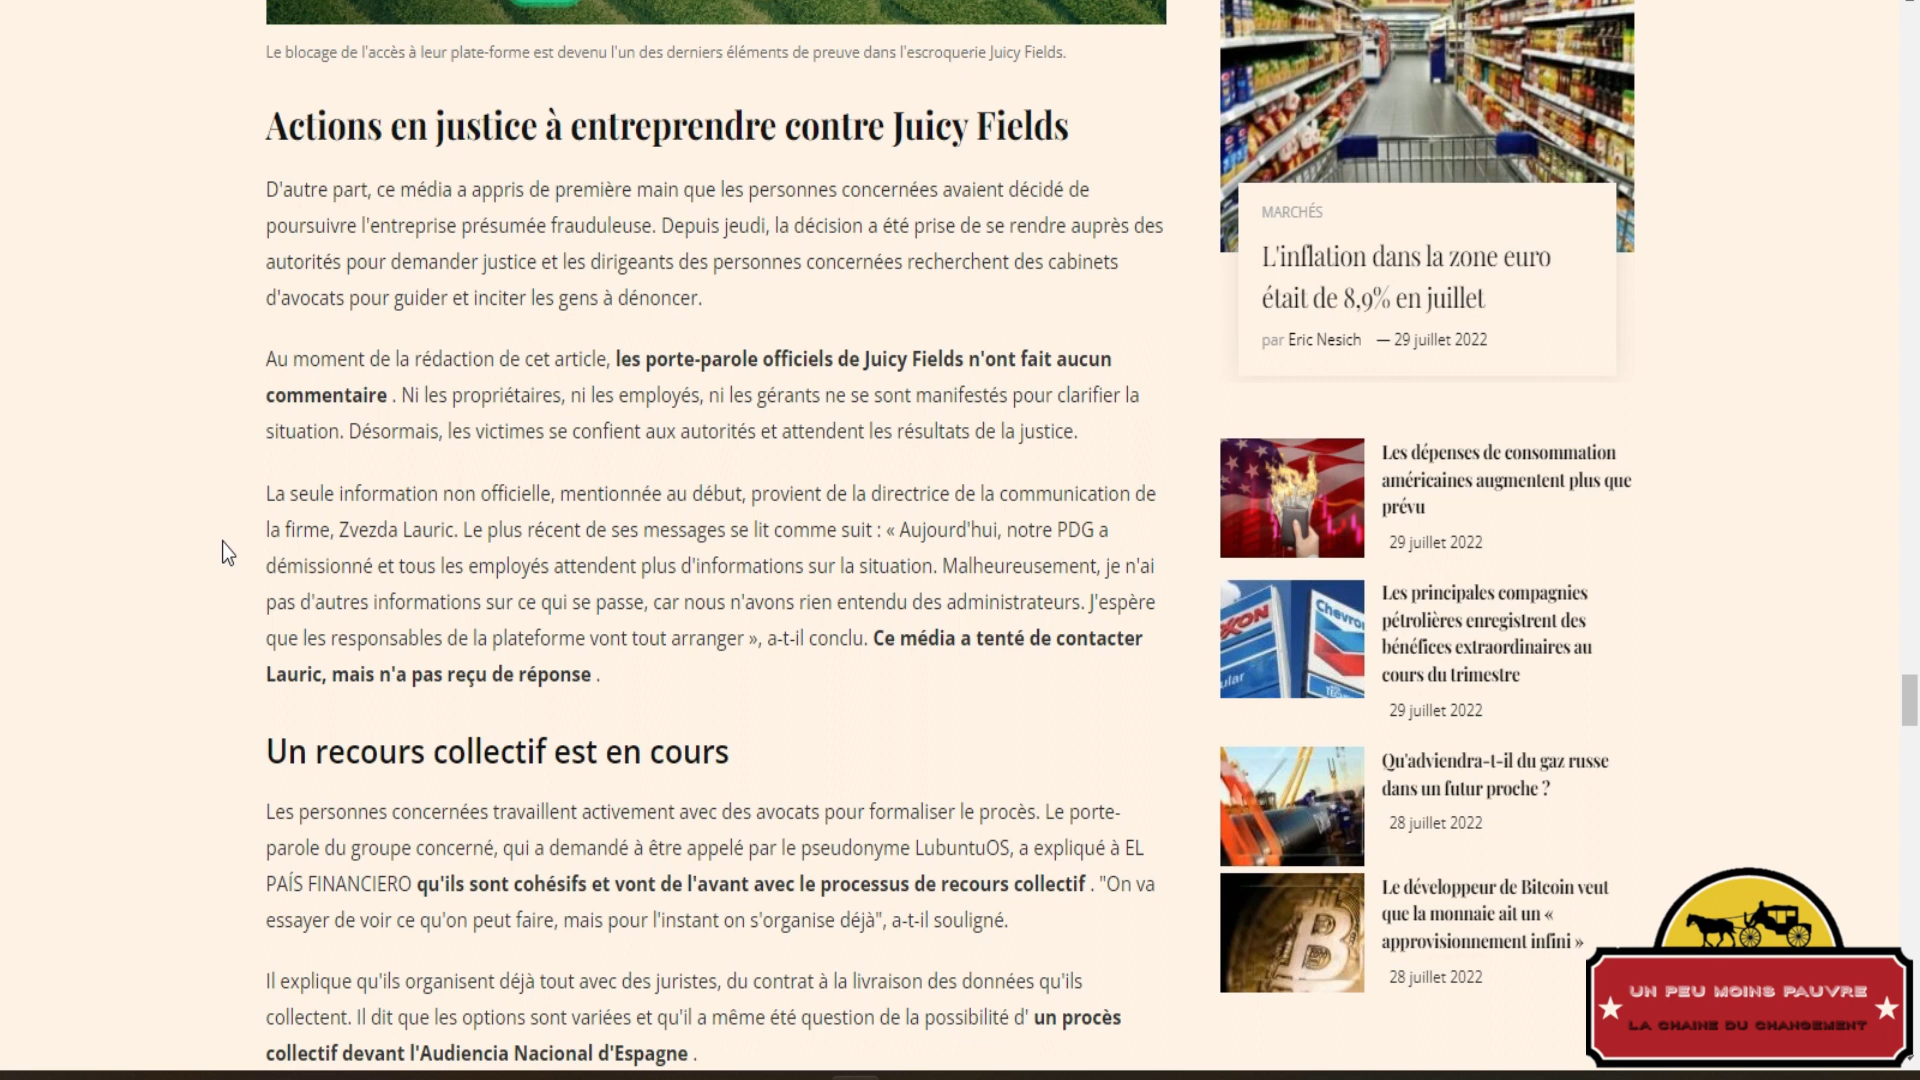 Le blocage de l'accès à leur plate-forme est devenu l'un des derniers éléments de preuve dans l'escroquerie Juicy Fields.
Actions en justice à entreprendre contre Juicy Fields
D'autre part, ce média a appris de première main que les personnes concernées avaient décidé de
poursuivre l'entreprise présumée frauduleuse. Depuis jeudi, la décision a été prise de se rendre auprès des
autorités pour demander justice et les dirigeants des personnes concernées recherchent des cabinets
d'avocats pour guider et inciter les gens à dénoncer.
Au moment de la rédaction de cet article, les porte-parole officiels de Juicy Fields n'ont fait aucun
commentaire . Ni les propriétaires, ni les employés, ni les gérants ne se sont manifestés pour clarifier la
situation. Désormais, les victimes se confient aux autorités et attendent les résultats de la justice.
La seule information non officielle, mentionnée au début, provient de la directrice de la communication de
la firme, Zvezda Lauric. Le plus récent de ses messages se lit comme suit : « Aujourd'hui, notre PDG a
démissionné et tous les employés attendent plus d'informations sur la situation. Malheureusement, je n'ai
pas d'autres informations sur ce qui se passe, car nous n'avons rien entendu des administrateurs. J'espère
que les responsables de la plateforme vont tout arranger », a-t-il conclu. Ce média a tenté de contacter
Lauric, mais n'a pas reçu de réponse .
Un recours collectif est en cours
Les personnes concernées travaillent activement avec des avocats pour formaliser le procès. Le porte-
parole du groupe concerné, qui a demandé à être appelé par le pseudonyme LubuntuOS, a expliqué à EL
PAÍS FINANCIERO qu'ils sont cohésifs et vont de l'avant avec le processus de recours collectif . "On va
essayer de voir ce qu'on peut faire, mais pour l'instant on s'organise déjà", a-t-il souligné.
Il explique qu'ils organisent déjà tout avec des juristes, du contrat à la livraison des données qu'ils
collectent. Il dit que les options sont variées et qu'il a même été question de la possibilité d' un procès
collectif devant l'Audiencia Nacional d'Espagne .
MARCHÉS
L'inflation dans la zone euro
était de 8,9% en juillet
par Eric Nesich — 29 juillet 2022
Les dépenses de consommation
américaines augmentent plus que
prévu
29 juillet 2022
Les principales compagnies
pétrolières enregistrent des
bénéfices extraordinaires au
cours du trimestre
29 juillet 2022
Qu'adviendra-t-il du gaz russe
dans un futur proche ?
28 juillet 2022
Le développeur de Bitcoin veut
que la monnaie ait un «
approvisionnement infini »
28 juillet 2022
UN PEU MOINS PAUVRE
LA CHAINE DU CHANGEMENT